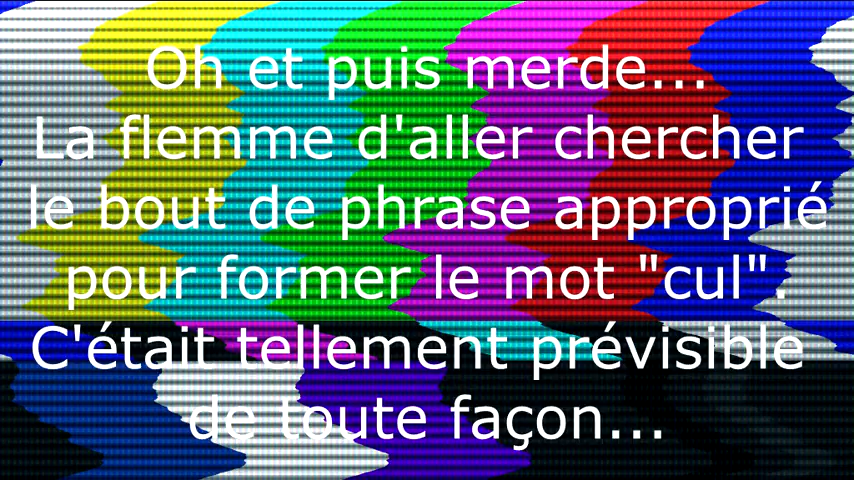 Oh et puis merde...
La flemme d'aller chercher
le bout de phrase approprié
pour former le mot "cul".
C'était tellement prévisible
de toute façon...